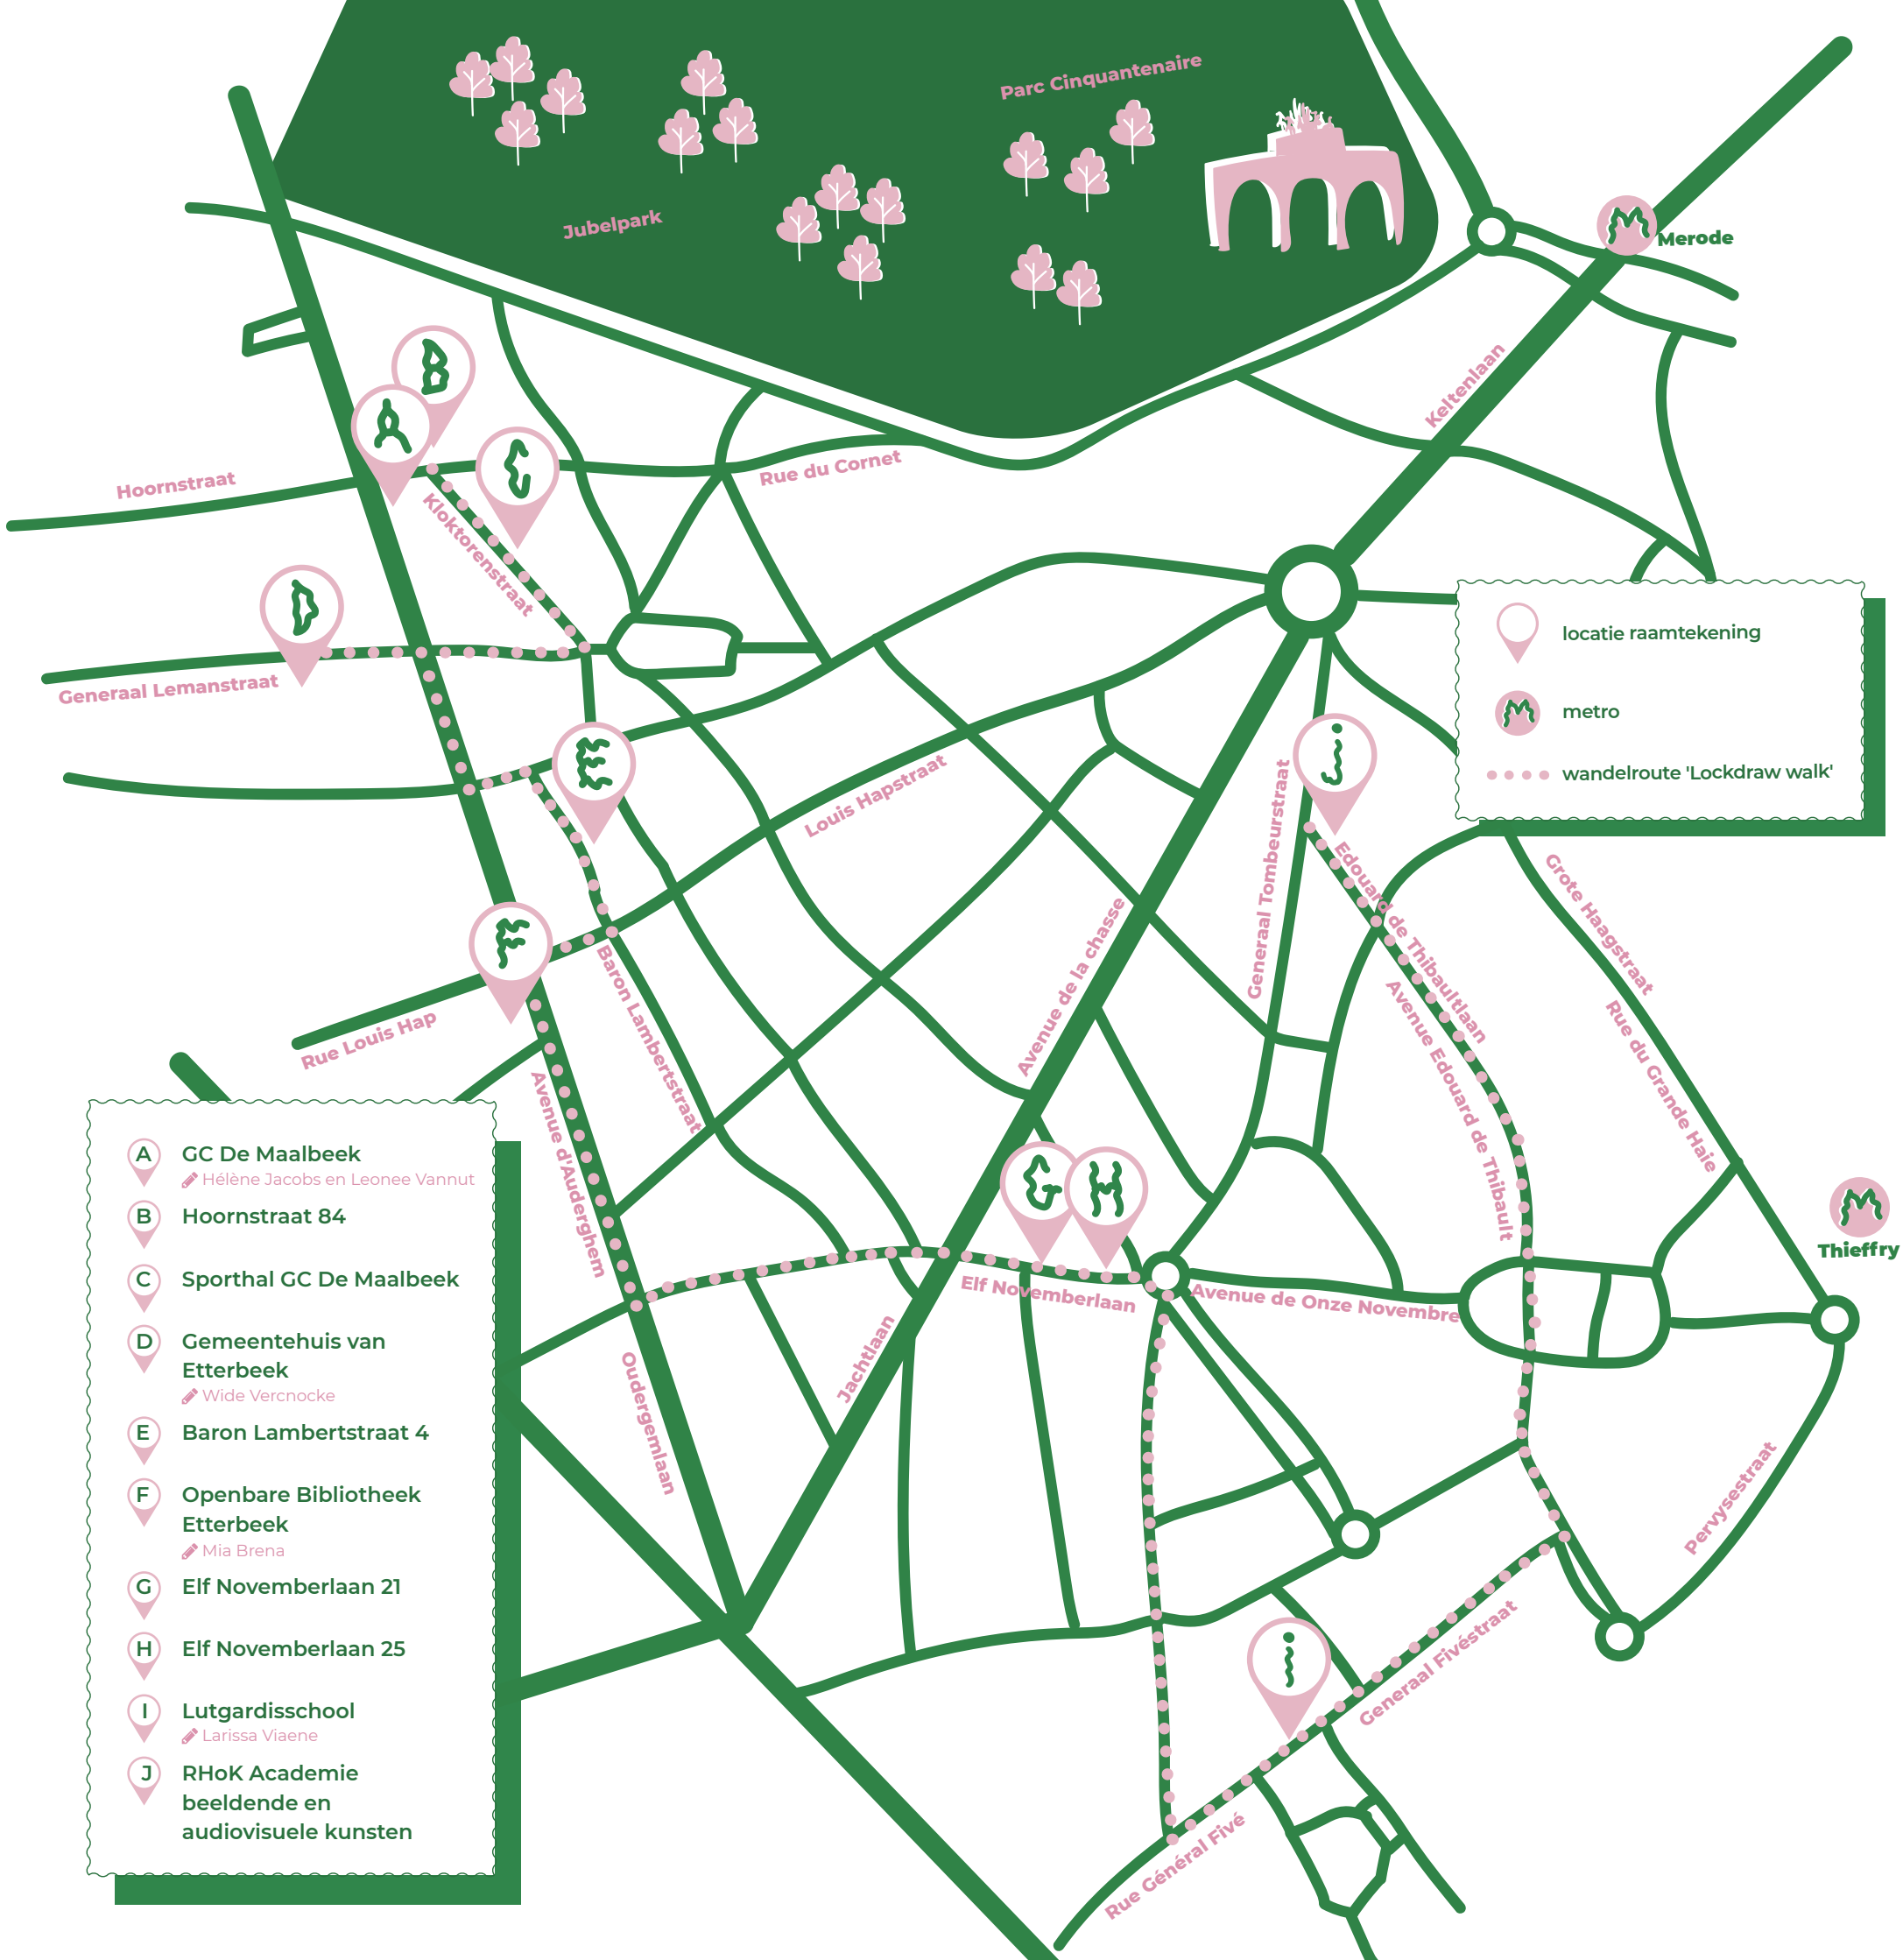 Parc Cinquantenaire
Jubelpark
M
Merode
Keltenlaan
B
A
C
Rue du Cornet
Hoornstraat
Kloktorenstraat
D
Generaal Lemanstraat
locatie raamtekening
M
metro
wandelroute 'Lockdraw walk'
E
J
Louis Hapstraat
Generaal Tombeurstraat
Edouard de Thibaultlaan
Avenue Edouard de Thibault
Grote Haagstraat
Rue du Grande Haie
F
Rue Louis Hap
Baron Lambertstraat
Avenue de la chasse
Avenue d'Auderghem
G
H
M
Thieffry
Elf Novemberlaan
Avenue de Onze Novembre
Jachtlaan
Oudergemlaan
Pervysestraat
i
Generaal Fivéstraat
Rue Général Fivé
A GC De Maalbeek
Hélène Jacobs en Leonee Vannut
B Hoornstraat 84
C Sporthal GC De Maalbeek
D Gemeentehuis van
Etterbeek
Wide Vercnocke
E Baron Lambertstraat 4
F Openbare Bibliotheek
Etterbeek
Mia Brena
G Elf Novemberlaan 21
H Elf Novemberlaan 25
I Lutgardisschool
Larissa Viaene
J RHoK Academie
beeldende en
audiovisuele kunsten